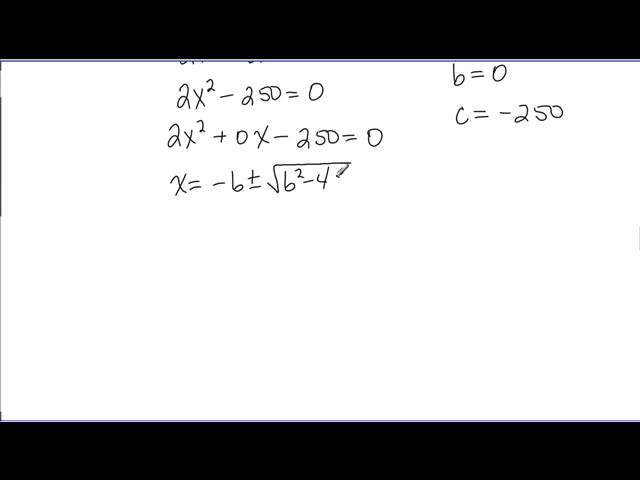 b = 0
2x² - 250 = 0
c = -250
2x² + 0x - 250 = 0
x = -b ± √b² - 4